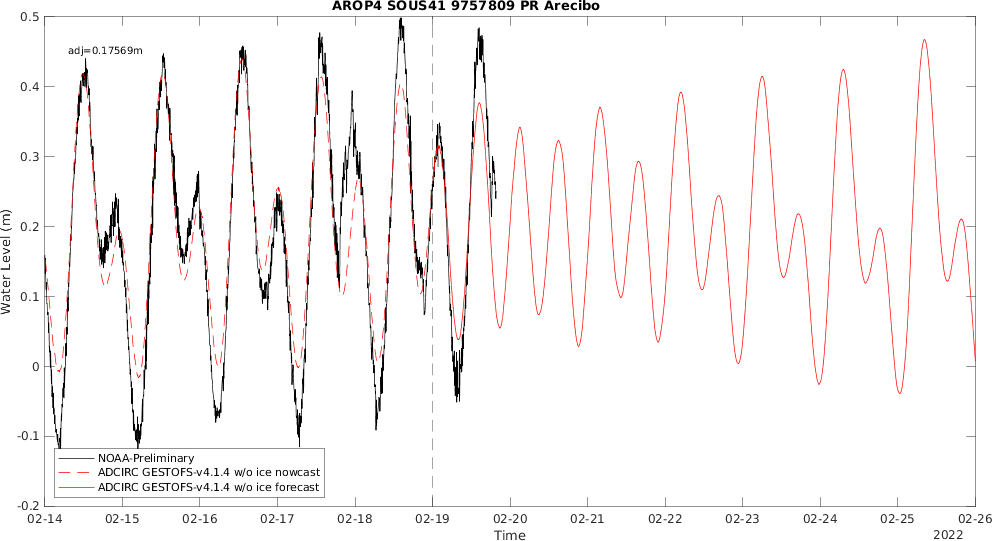 AROP4 SOUS41 9757809 PR Arecibo
0.5
adj=0.17569m
0.4
0.3
0.2
0.1
0
-0.1
-0.2
Water Level (m)
NOAA-Preliminary
ADCIRC GESTOFS-v4.1.4 w/o ice nowcast
ADCIRC GESTOFS-v4.1.4 w/o ice forecast
02-14 02-15 02-16 02-17 02-18 02-19 02-20 02-21 02-22 02-23 02-24 02-25 02-26
Time
2022